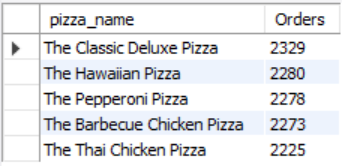 pizza_name Orders
The Classic Deluxe Pizza 2329
The Hawaiian Pizza 2280
The Pepperoni Pizza 2278
The Barbecue Chicken Pizza 2273
The Thai Chicken Pizza 2225